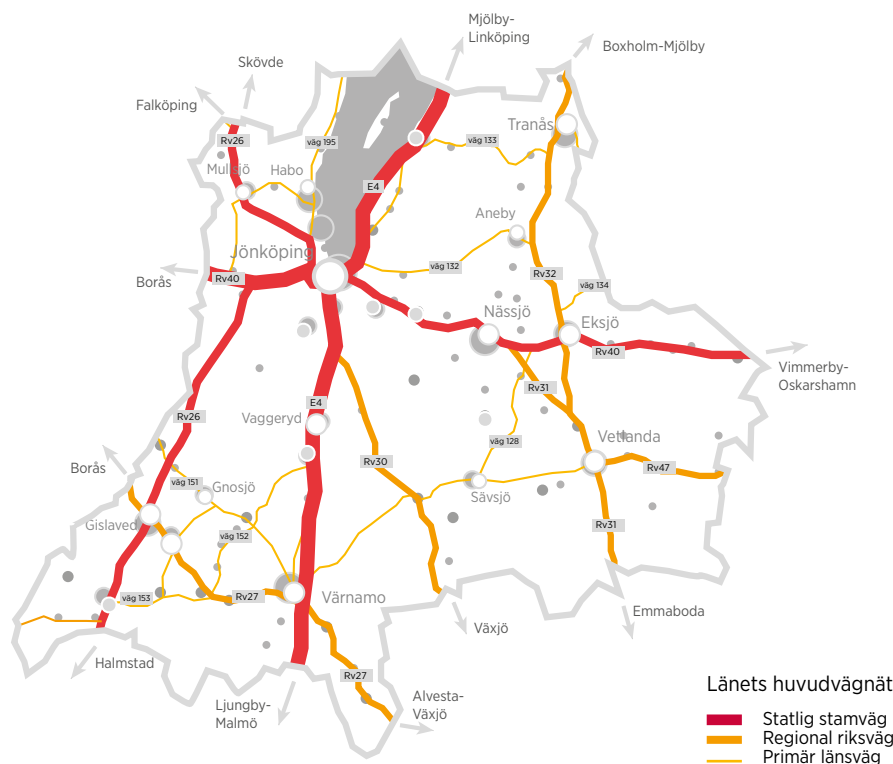 Mjölby-
Linköping
Boxholm-Mjölby
Skövde
Falköping
Tranås
Rv26
väg 195
väg 133
Mullsjö
Habo
E4
Aneby
Jönköping
väg 132
Borås
Rv40
Rv32
väg 134
Nässjö
Eksjö
Rv40
Vimmerby-
Oskarshamn
Rv31
E4
Rv26
Vaggeryd
väg 128
Vetlanda
Rv30
Borås
väg 151
Gnosjö
Rv47
Sävsjö
Gislaved
väg 152
Rv31
väg 153
Rv27
Värnamo
Emmaboda
Växjö
Halmstad
Rv27
Ljungby-
Malmö
Alvesta-
Växjö
Länets huvudvägnät
Statlig stamväg
Regional riksväg
Primär länsväg